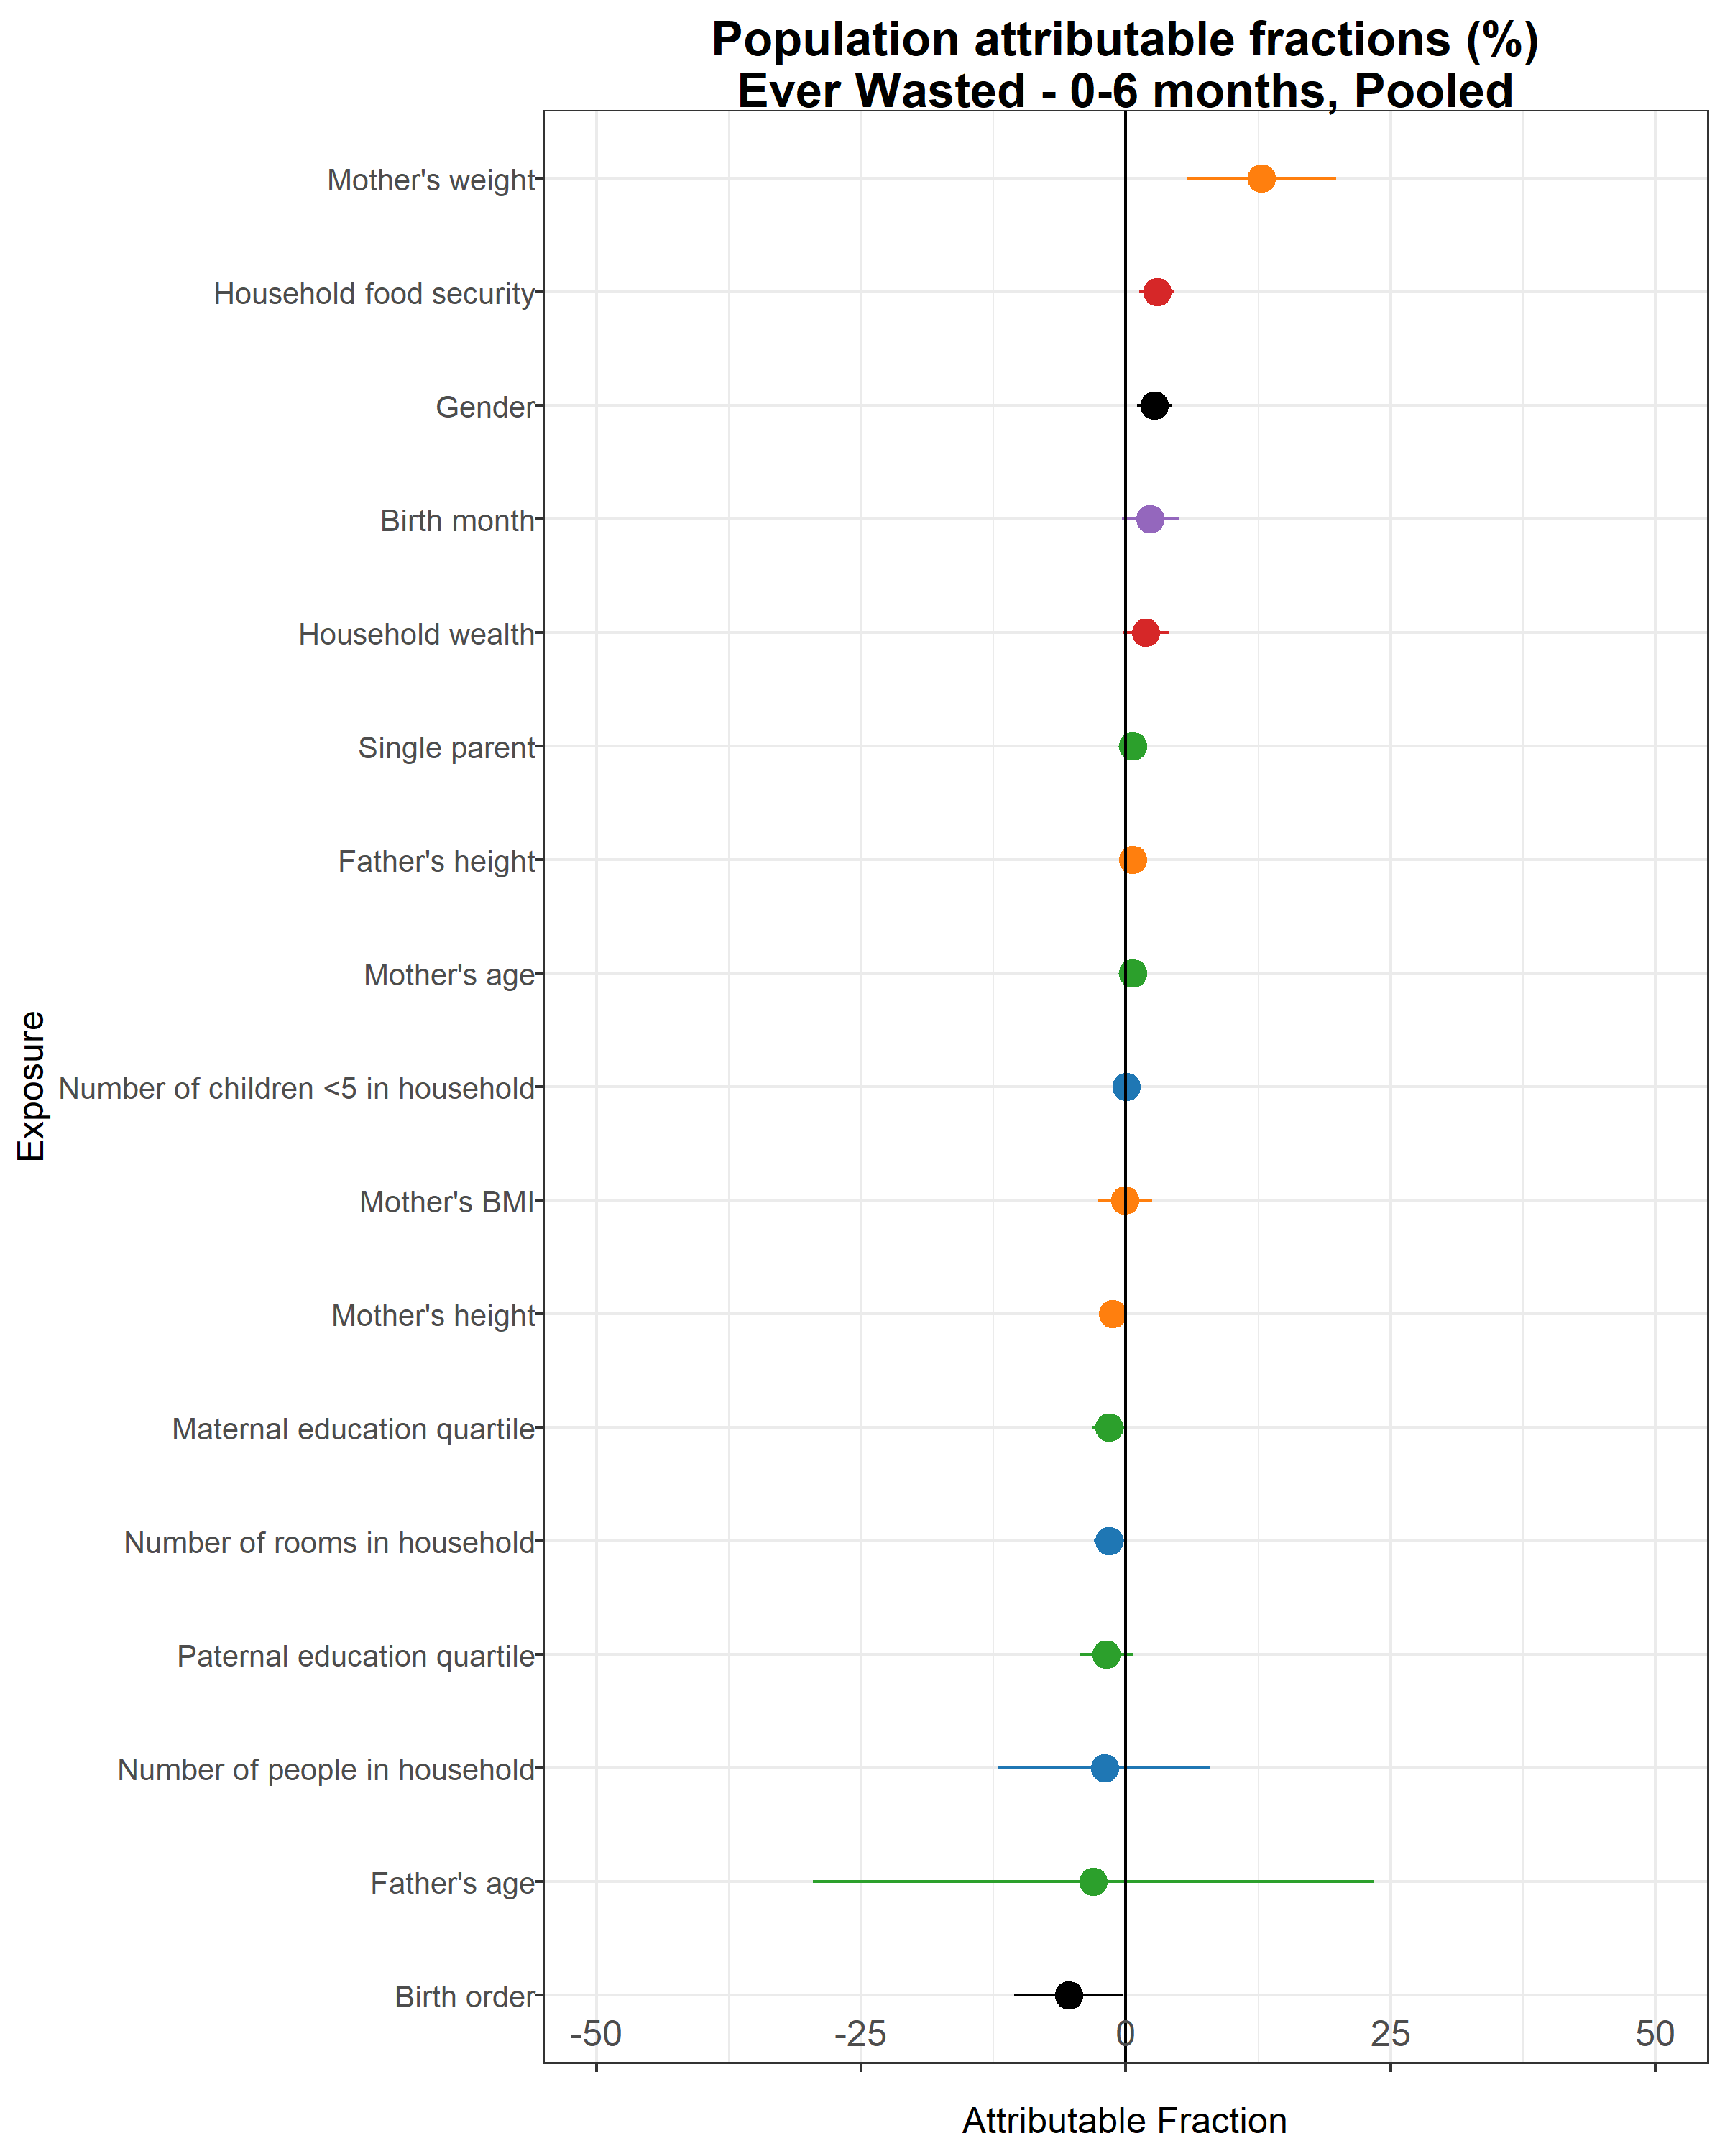 Population attributable fractions (%)
Ever Wasted - 0-6 months, Pooled
Exposure
Mother's weight
Household food security
Gender
Birth month
Household wealth
Single parent
Father's height
Mother's age
Number of children <5 in household
Mother's BMI
Mother's height
Maternal education quartile
Number of rooms in household
Paternal education quartile
Number of people in household
Father's age
Birth order
-50 -25 0 25 50
Attributable Fraction